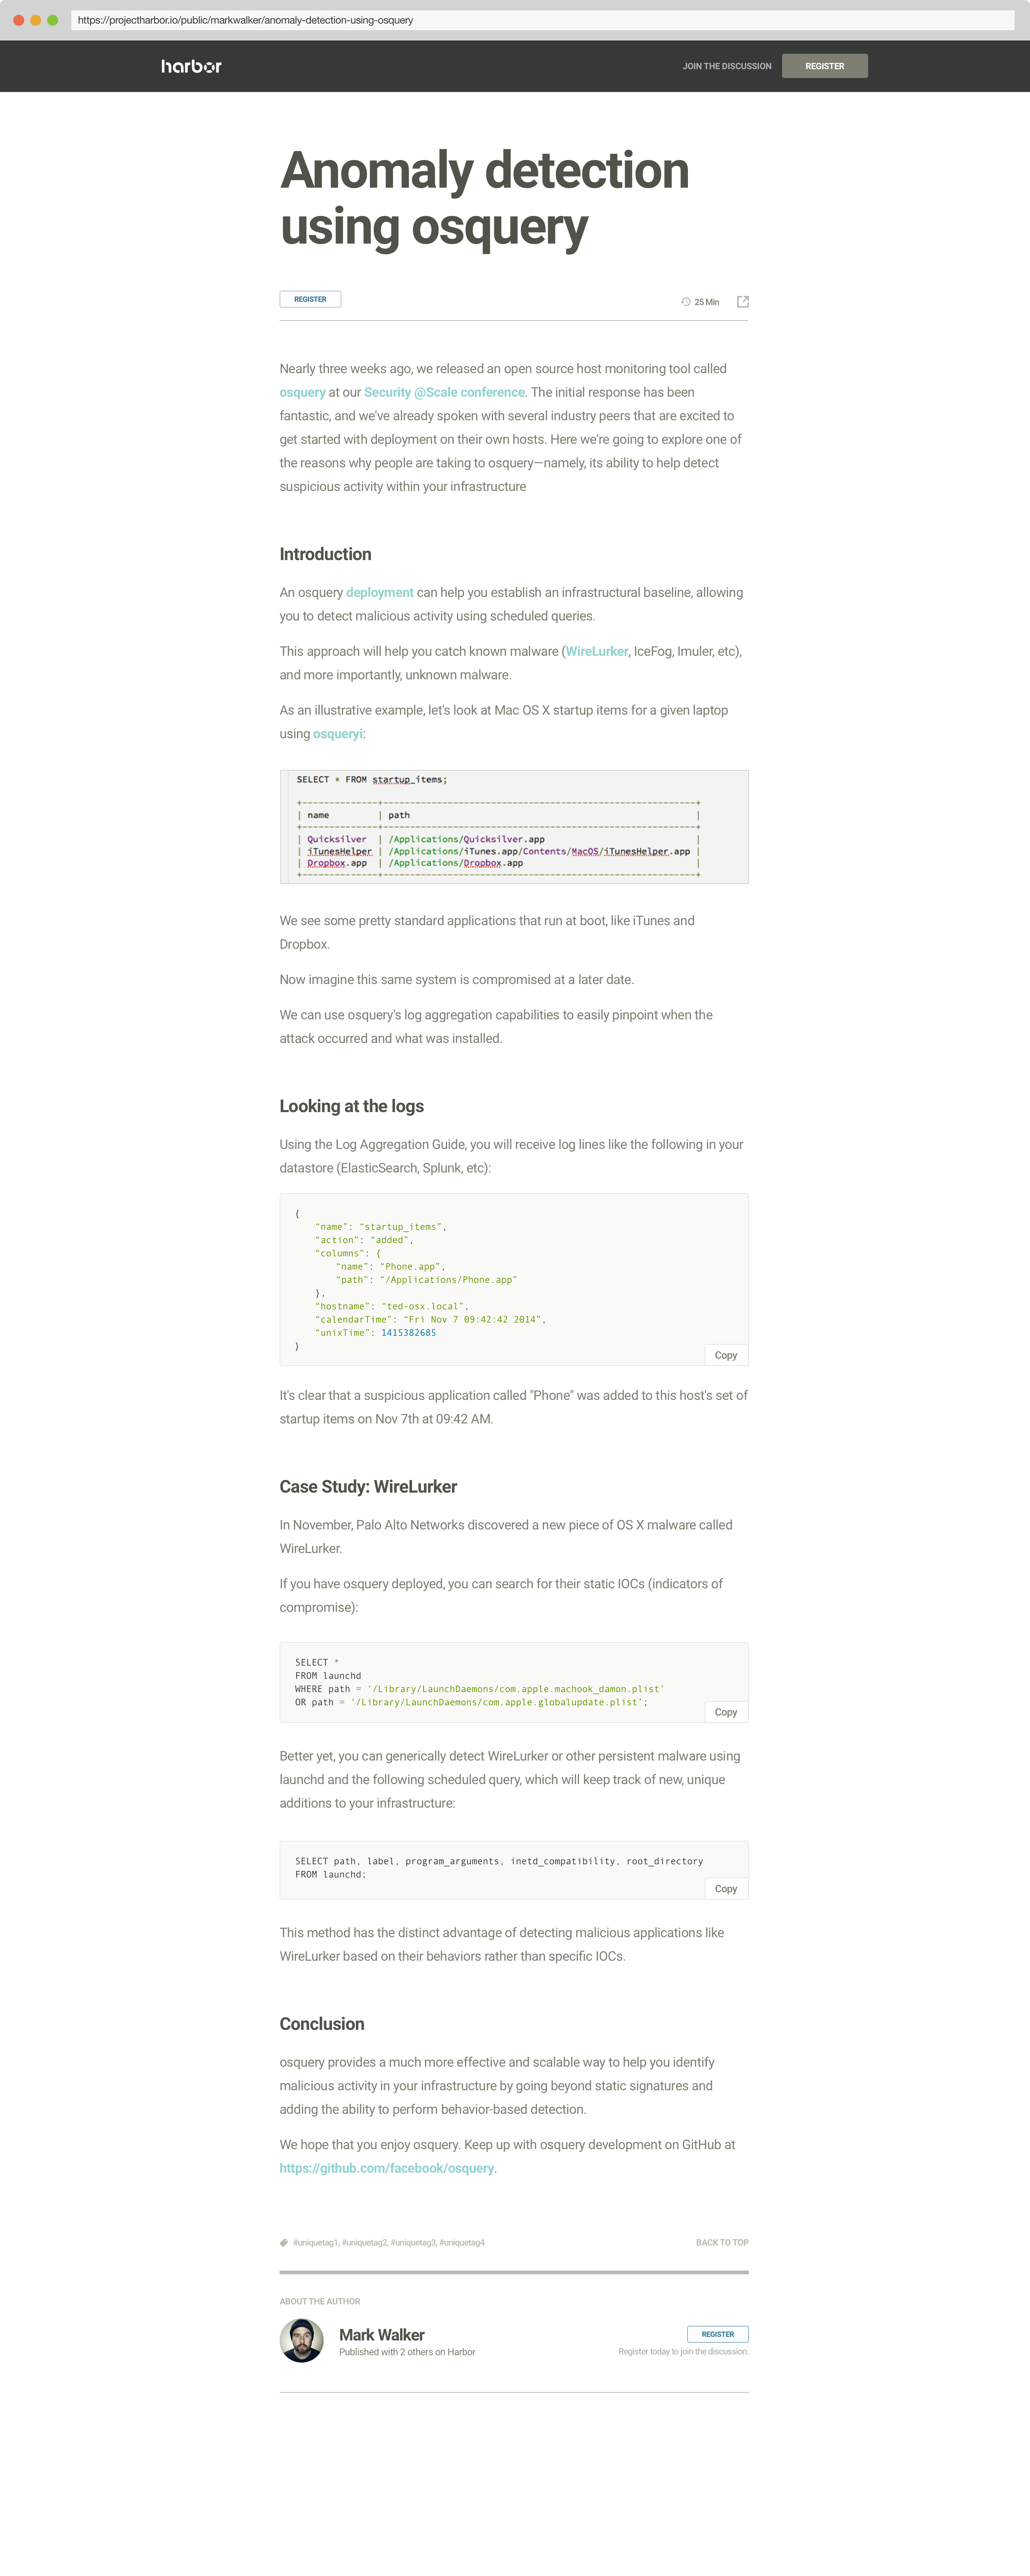 https://projectharbor.io/public/markwalker/anomaly-detection-using-osquery
harbor
JOIN THE DISCUSSION
REGISTER
Anomaly detection
using osquery
REGISTER
25 Min
Nearly three weeks ago, we released an open source host monitoring tool called
osquery at our Security @Scale conference. The initial response has been
fantastic, and we've already spoken with several industry peers that are excited to
get started with deployment on their own hosts. Here we're going to explore one of
the reasons why people are taking to osquery—namely, its ability to help detect
suspicious activity within your infrastructure
Introduction
An osquery deployment can help you establish an infrastructural baseline, allowing
you to detect malicious activity using scheduled queries.
This approach will help you catch known malware (WireLurker, IceFog, Imuler, etc),
and more importantly, unknown malware.
As an illustrative example, let's look at Mac OS X startup items for a given laptop
using osqueryi:
SELECT * FROM startup_items;
+--------------+----------------------------------------------------------+
| name | path |
+--------------+----------------------------------------------------------+
| Quicksilver | /Applications/Quicksilver.app
| iTunesHelper | /Applications/iTunes.app/Contents/MacOS/iTunesHelper.app |
| Dropbox.app | /Applications/Dropbox.app |
+--------------+----------------------------------------------------------+
We see some pretty standard applications that run at boot, like iTunes and
Dropbox.
Now imagine this same system is compromised at a later date.
We can use osquery's log aggregation capabilities to easily pinpoint when the
attack occurred and what was installed.
Looking at the logs
Using the Log Aggregation Guide, you will receive log lines like the following in your
datastore (ElasticSearch, Splunk, etc):
{
"name": "startup_items",
"action": "added",
"columns": {
"name": "Phone.app",
"path": "/Applications/Phone.app"
},
"hostname": "ted-osx.local",
"calendarTime": "Fri Nov 7 09:42:42 2014",
"unixTime": 1415382685
}
Copy
It's clear that a suspicious application called "Phone" was added to this host's set of
startup items on Nov 7th at 09:42 AM.
Case Study: WireLurker
In November, Palo Alto Networks discovered a new piece of OS X malware called
WireLurker.
If you have osquery deployed, you can search for their static IOCs (indicators of
compromise):
SELECT *
FROM launchd
WHERE path = '/Library/LaunchDaemons/com.apple.machook_damon.plist'
OR path = '/Library/LaunchDaemons/com.apple.globalupdate.plist';
Copy
Better yet, you can generically detect WireLurker or other persistent malware using
launchd and the following scheduled query, which will keep track of new, unique
additions to your infrastructure:
SELECT path, label, program_arguments, inetd_compatibility, root_directory
FROM launchd;
Copy
This method has the distinct advantage of detecting malicious applications like
WireLurker based on their behaviors rather than specific IOCs.
Conclusion
osquery provides a much more effective and scalable way to help you identify
malicious activity in your infrastructure by going beyond static signatures and
adding the ability to perform behavior-based detection.
We hope that you enjoy osquery. Keep up with osquery development on GitHub at
https://github.com/facebook/osquery.
#uniquetag1, #uniquetag2, #uniquetag3, #uniquetag4
BACK TO TOP
ABOUT THE AUTHOR
Mark Walker
Published with 2 others on Harbor
REGISTER
Register today to join the discussion.